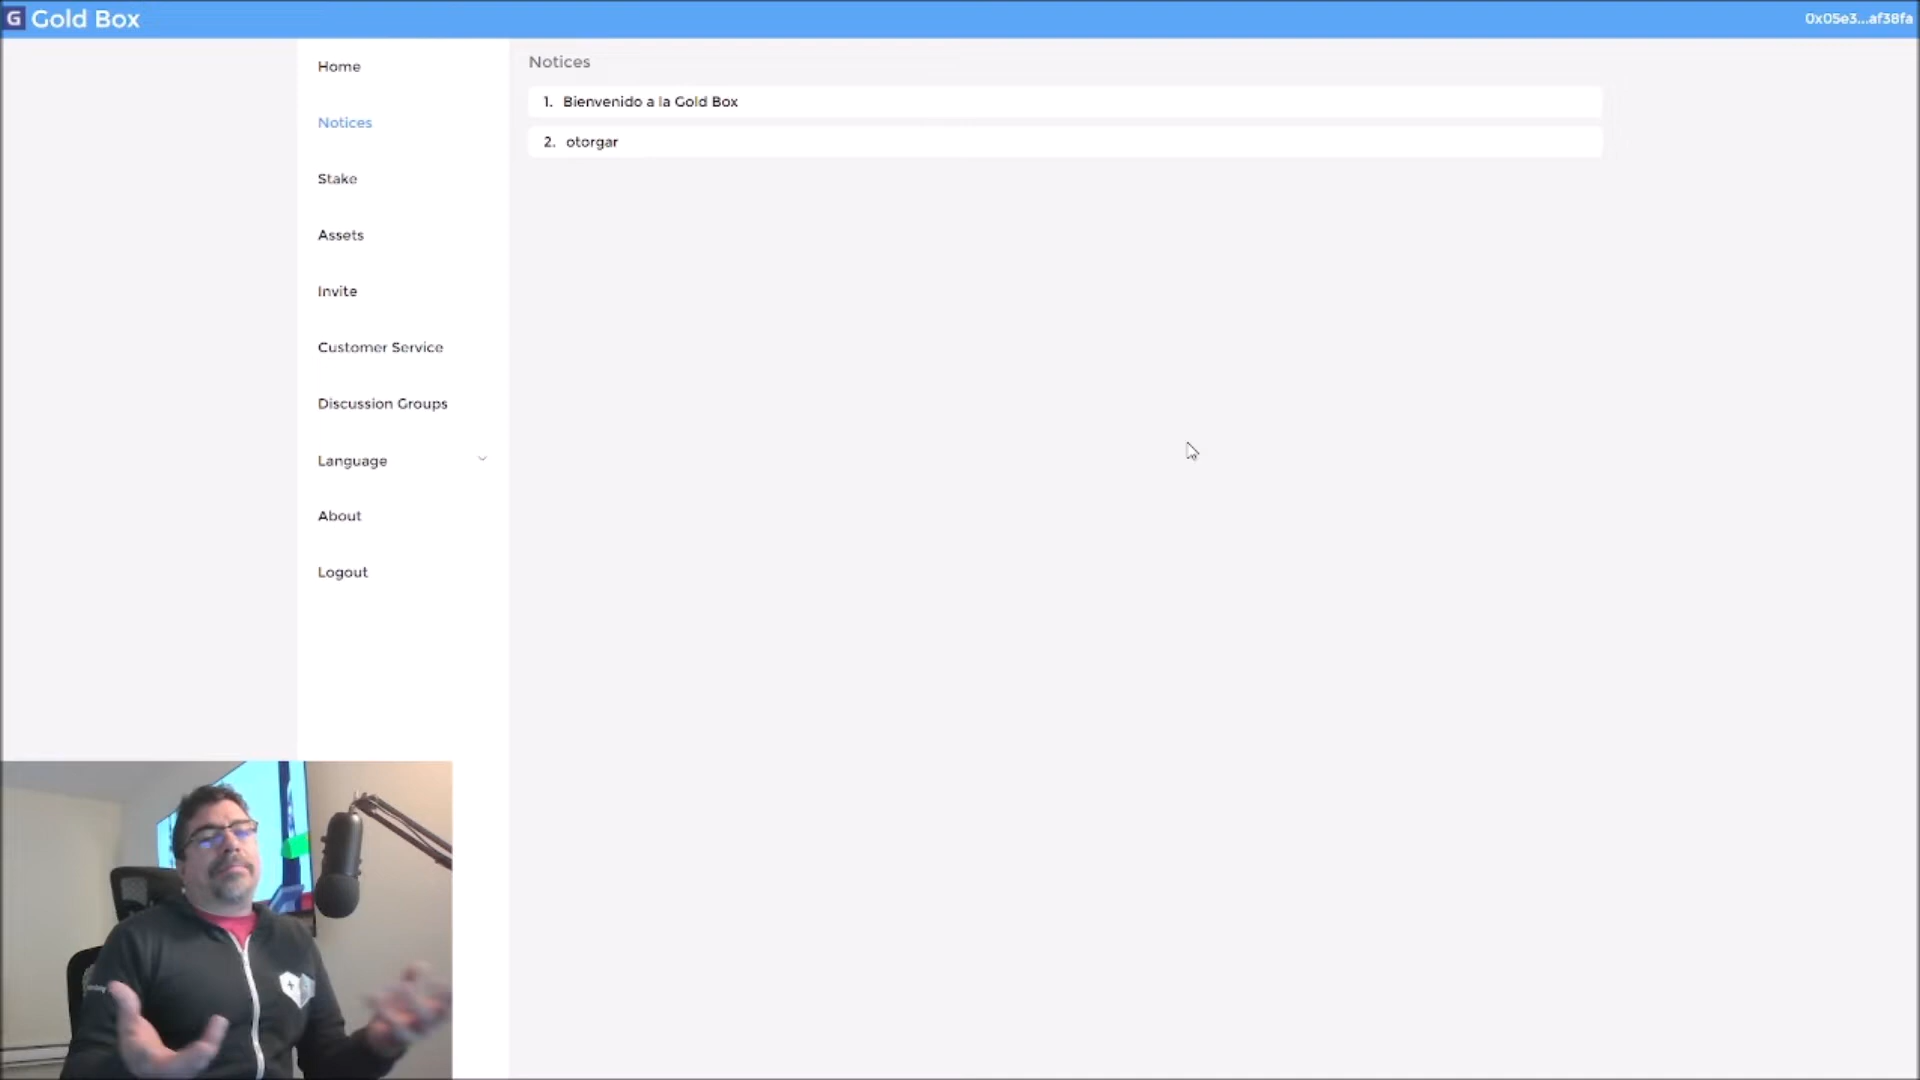 G Gold Box
0x05e3...af38fa
Home
Notices
Stake
Assets
Invite
Customer Service
Discussion Groups
Language
About
Logout
Notices
1. Bienvenido a la Gold Box
2. otorgar